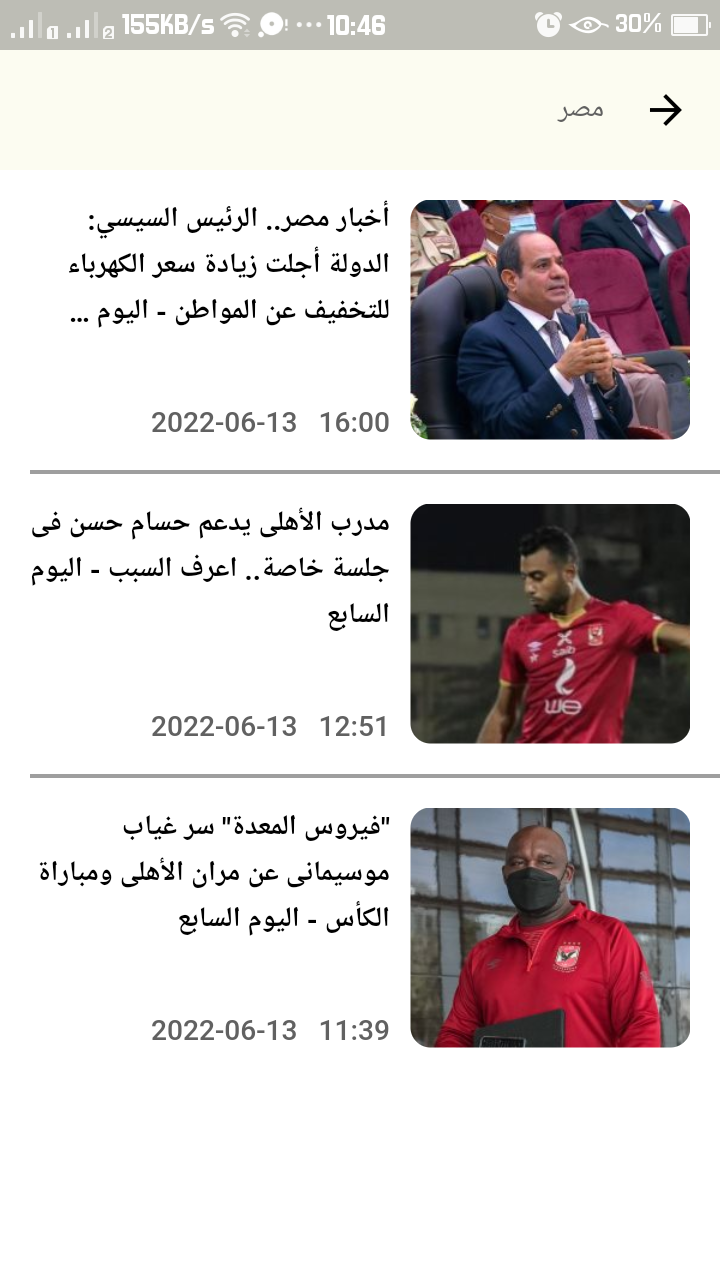 155KB/s ... 10:46 30%
مصر
أخبار مصر.. الرئيس السيسي:
الدولة أجلت زيادة سعر الكهرباء
للتخفيف عن المواطن - اليوم ...
2022-06-13 16:00
مدرب الأهلى يدعم حسام حسن فى
جلسة خاصة.. اعرف السبب - اليوم
السابع
2022-06-13 12:51
saib
we
"فيروس المعدة" سر غياب
موسيمانى عن مران الأهلى ومباراة
الكأس - اليوم السابع
2022-06-13 11:39